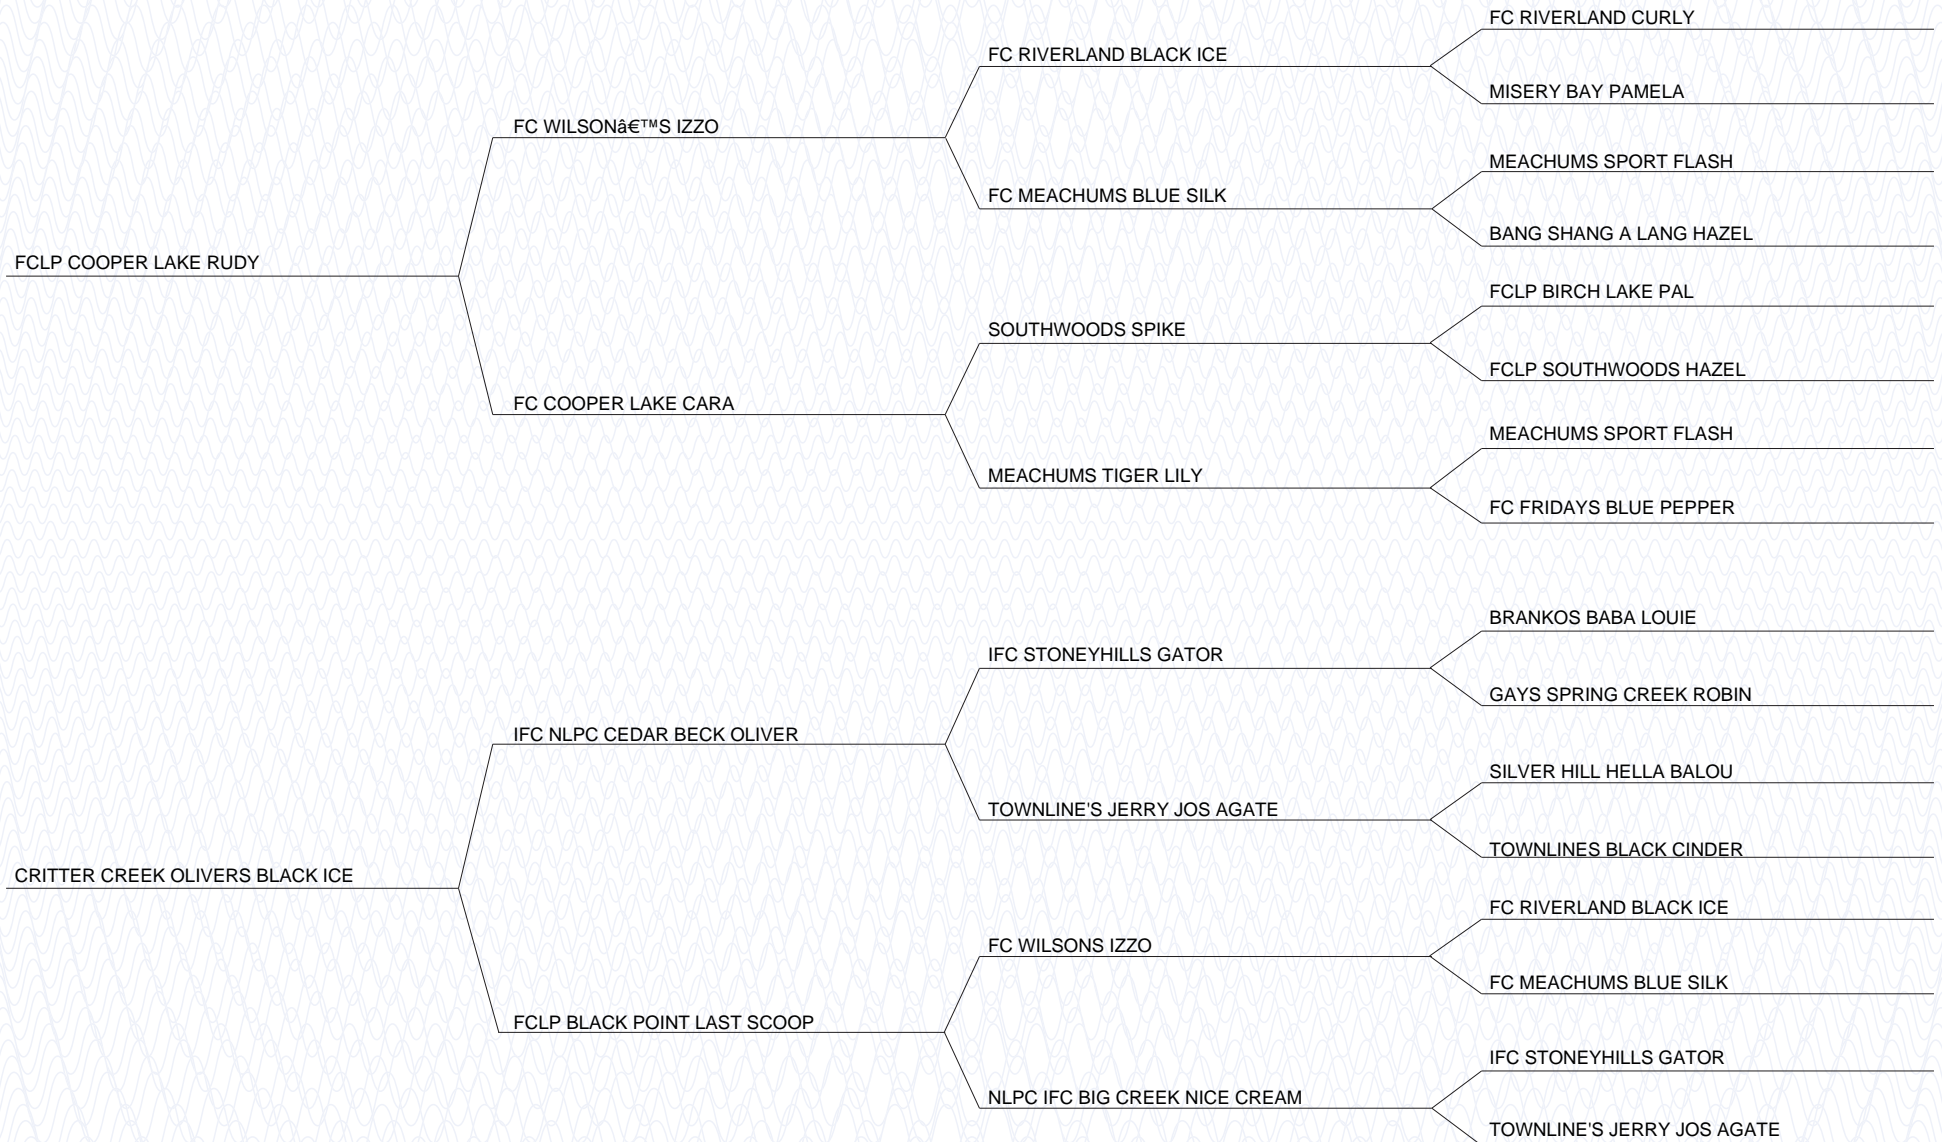 FC RIVERLAND CURLY
FC RIVERLAND BLACK ICE
MISERY BAY PAMELA
FC WILSONâ€™S IZZO
MEACHUMS SPORT FLASH
FC MEACHUMS BLUE SILK
BANG SHANG A LANG HAZEL
FCLP COOPER LAKE RUDY
FCLP BIRCH LAKE PAL
SOUTHWOODS SPIKE
FCLP SOUTHWOODS HAZEL
FC COOPER LAKE CARA
MEACHUMS SPORT FLASH
MEACHUMS TIGER LILY
FC FRIDAYS BLUE PEPPER
BRANKOS BABA LOUIE
IFC STONEYHILLS GATOR
GAYS SPRING CREEK ROBIN
IFC NLPC CEDAR BECK OLIVER
SILVER HILL HELLA BALOU
TOWNLINE'S JERRY JOS AGATE
TOWNLINES BLACK CINDER
CRITTER CREEK OLIVERS BLACK ICE
FC RIVERLAND BLACK ICE
FC WILSONS IZZO
FC MEACHUMS BLUE SILK
FCLP BLACK POINT LAST SCOOP
IFC STONEYHILLS GATOR
NLPC IFC BIG CREEK NICE CREAM
TOWNLINE'S JERRY JOS AGATE